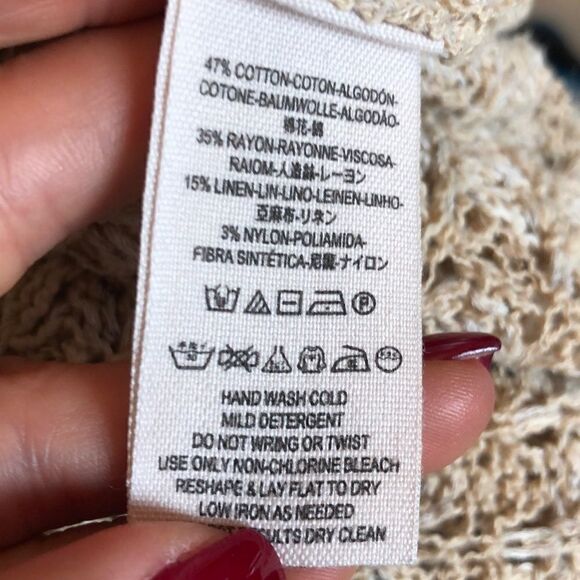 47% COTTON-COTON-ALGODÓN-
COTONE-BAUMWOLLE-ALGODÃO-
棉花-綿
35% RAYON-RAYONNE-VISCOSA-
RAIOM-人造絲-レーヨン
15% LINEN-LIN-LINO-LEINEN-LINHO-
亞麻布-リネン
3% NYLON-POLIAMIDA-
FIBRA SINTÉTICA-尼龍-ナイロン
P
HAND WASH COLD
MILD DETERGENT
DO NOT WRING OR TWIST
USE ONLY NON-CHLORINE BLEACH
RESHAPE & LAY FLAT TO DRY
LOW IRON AS NEEDED
DRY CLEAN